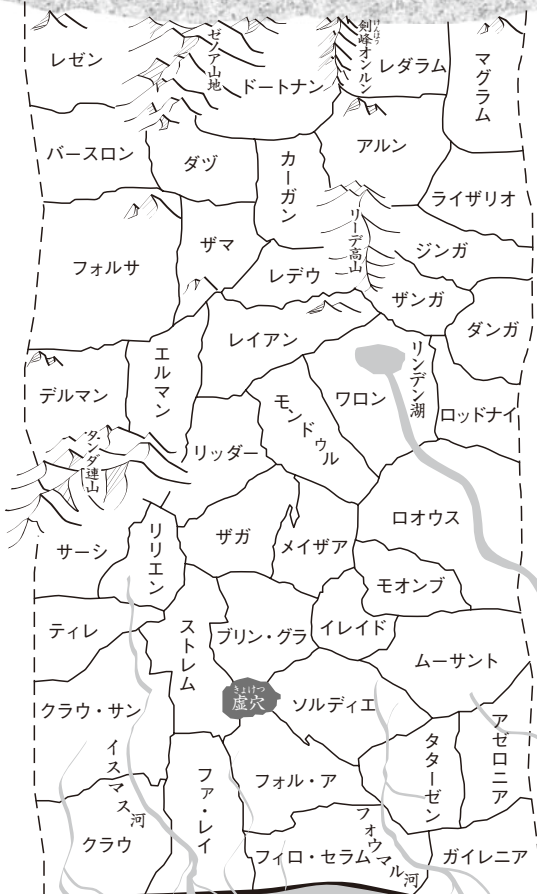 レゼン
ゼノア山地
ドートナン
けんぽう
剣峰オンルン
レダラム
マグラム
バースロン
ダヅ
カーガン
アルン
ライザリオ
フォルサ
ザマ
レデウ
リーデ高山
ジンガ
ザンガ
ダンガ
デルマン
エルマン
レイアン
モンドゥル
ワロン
リンデン湖
ロッドナイ
タンダ連山
リッダー
サーシ
リリエン
ザガ
メイザア
ロオウス
モオンブ
ティレ
ストレム
ブリン・グラ
イレイド
ムーサント
クラウ・サン
きょけつ
虚穴
ソルディエ
アゼロニア
イスマス河
ファ・レイ
フォル・ア
タターゼン
クラウ
フィロ・セラム
フォウマル河
ガイレニア